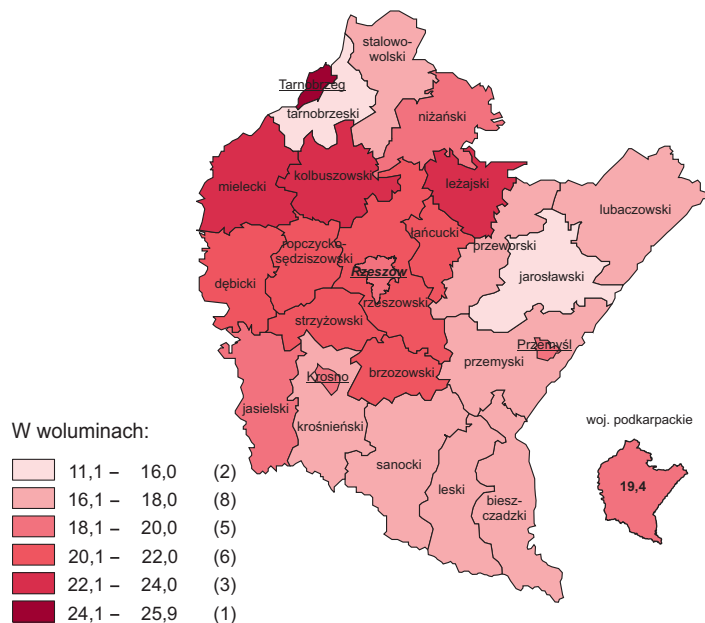 stalowo-
wolski
Tarnobrzeg
tarnobrzeski
niżański
mielecki
kolbuszowski
leżajski
lubaczowski
ropczycko-
sędziszowski
łańcucki
przeworski
dębicki
Rzeszów
jarosławski
rzeszowski
strzyżowski
Przemyśl
przemyski
brzozowski
Krosno
jasielski
krośnieński
sanocki
leski
biesz-
czadzki
woj. podkarpackie
19,4
W woluminach:
11,1 – 16,0 (2)
16,1 – 18,0 (8)
18,1 – 20,0 (5)
20,1 – 22,0 (6)
22,1 – 24,0 (3)
24,1 – 25,9 (1)